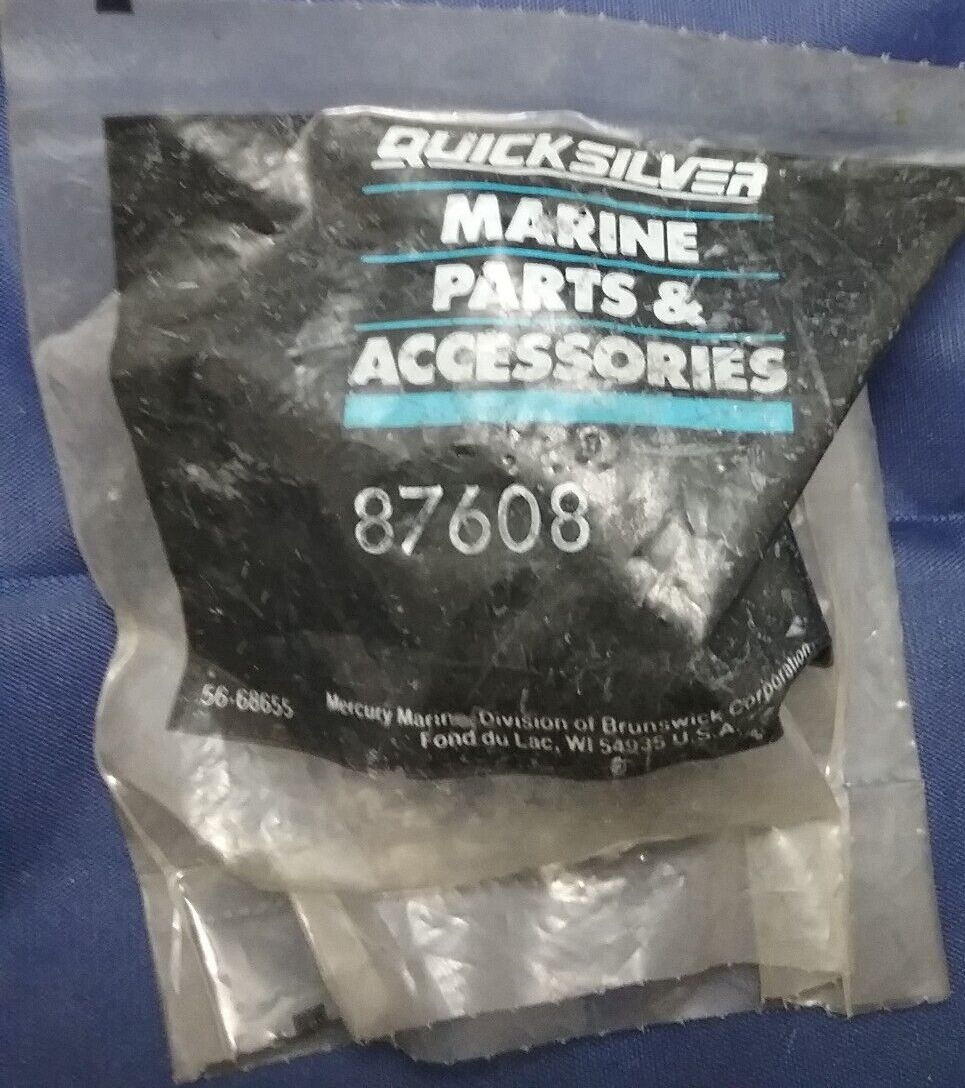 QUICKSILVER
MARINE
PARTS &
ACCESSORIES
87608
56-68655
Mercury Marine Division of Brunswick Corporation
Fond du Lac, WI 54935 U.S.A.